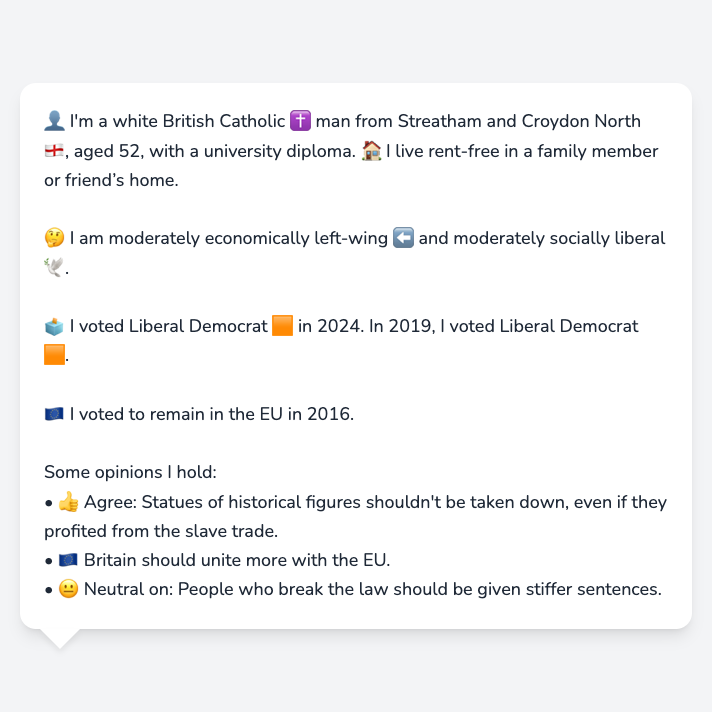 👤 I'm a white British Catholic ✝️ man from Streatham and Croydon North
🏴󠁧󠁢󠁥󠁮󠁧󠁿, aged 52, with a university diploma. 🏠 I live rent-free in a family member
or friend’s home.
🤔 I am moderately economically left-wing ⬅️ and moderately socially liberal
🕊️.
🗳️ I voted Liberal Democrat 🟧 in 2024. In 2019, I voted Liberal Democrat
🟧.
🇪🇺 I voted to remain in the EU in 2016.
Some opinions I hold:
• 👍 Agree: Statues of historical figures shouldn't be taken down, even if they
profited from the slave trade.
• 🇪🇺 Britain should unite more with the EU.
• 😐 Neutral on: People who break the law should be given stiffer sentences.